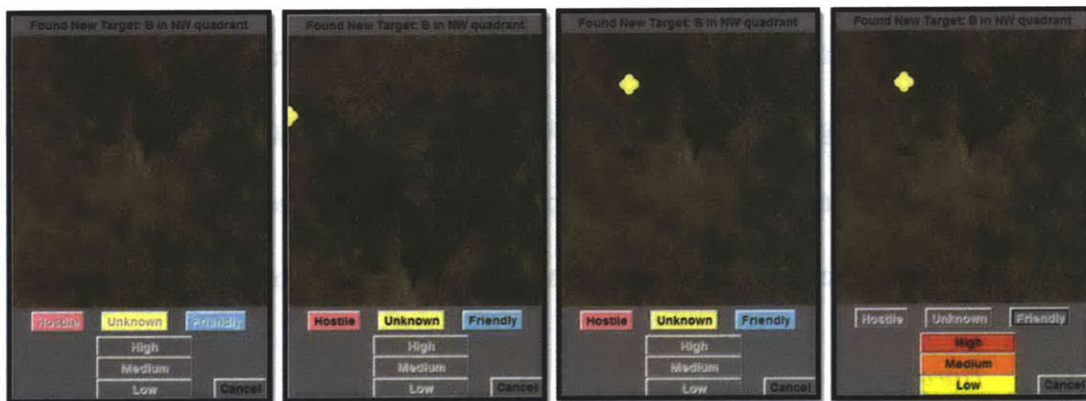 Found New Target: B in NW quadrant
Hostile Unknown Friendly
High
Medium
Low Cancel
Found New Target: B in NW quadrant
Hostile Unknown Friendly
High
Medium
Low Cancel
Found New Target: B in NW quadrant
Hostile Unknown Friendly
High
Medium
Low Cancel
Found New Target: B in NW quadrant
Hostile Unknown Friendly
High
Medium
Low Cancel